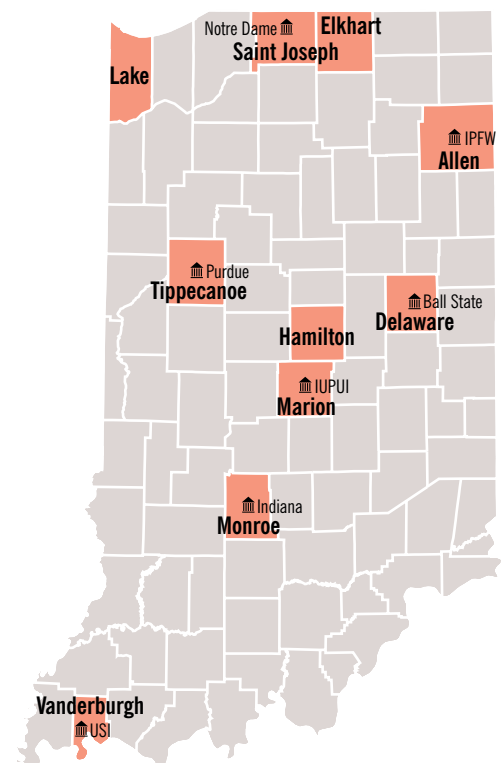 Notre Dame
Saint Joseph
Elkhart
Lake
IPFW
Allen
Purdue
Tippecanoe
Ball State
Delaware
Hamilton
IUPUI
Marion
Indiana
Monroe
Vanderburgh
USI